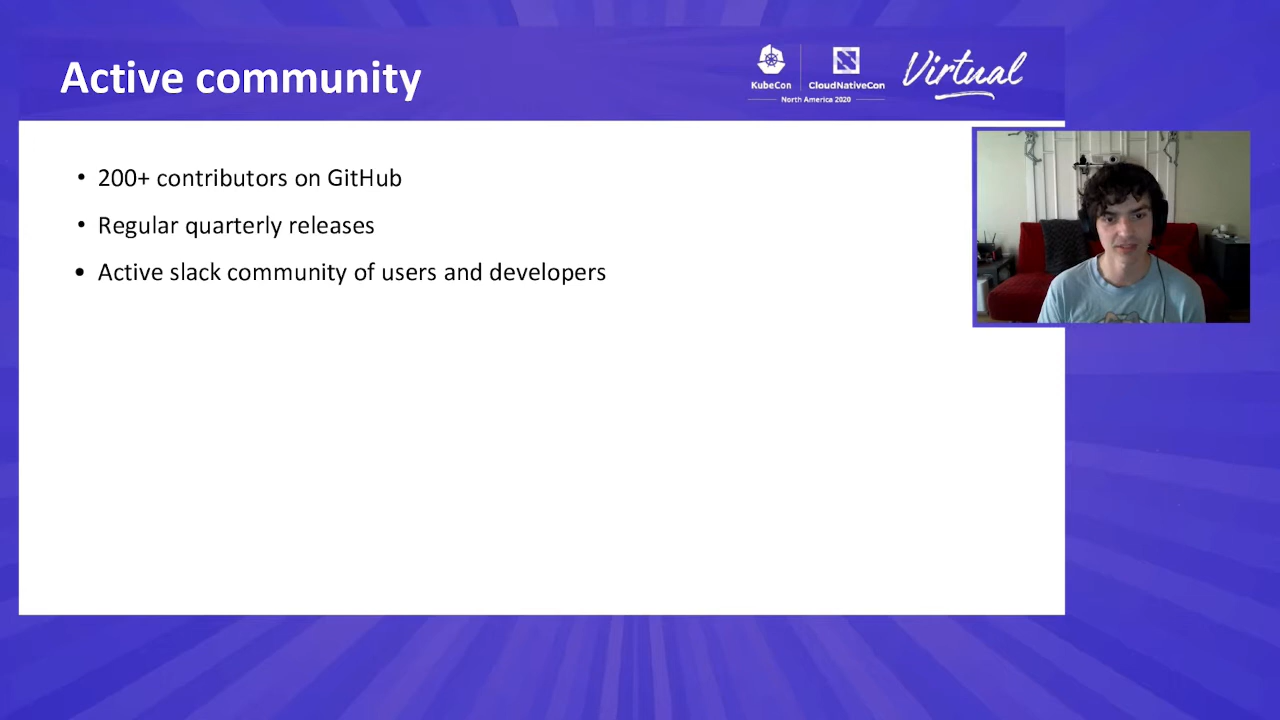 Active community
KubeCon
CloudNativeCon
North America 2020
Virtual
• 200+ contributors on GitHub
• Regular quarterly releases
• Active slack community of users and developers